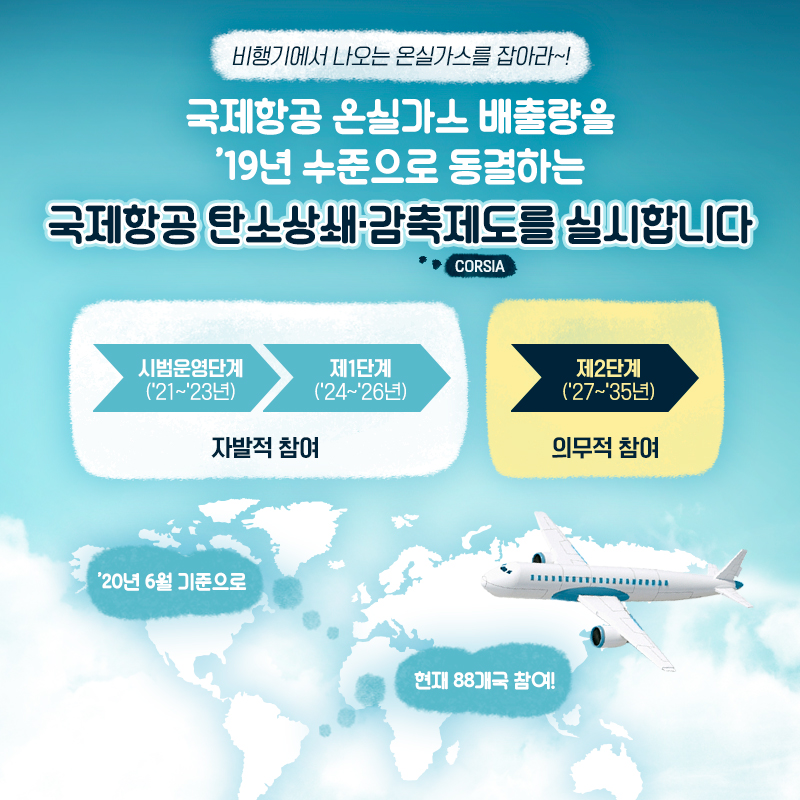 비행기에서 나오는 온실가스를 잡아라~!
국제항공 온실가스 배출량을
’19년 수준으로 동결하는
국제항공 탄소상쇄·감축제도를 실시합니다
CORSIA
시범운영단계
('21~'23년)
제1단계
('24~'26년)
자발적 참여
제2단계
('27~'35년)
의무적 참여
’20년 6월 기준으로
현재 88개국 참여!